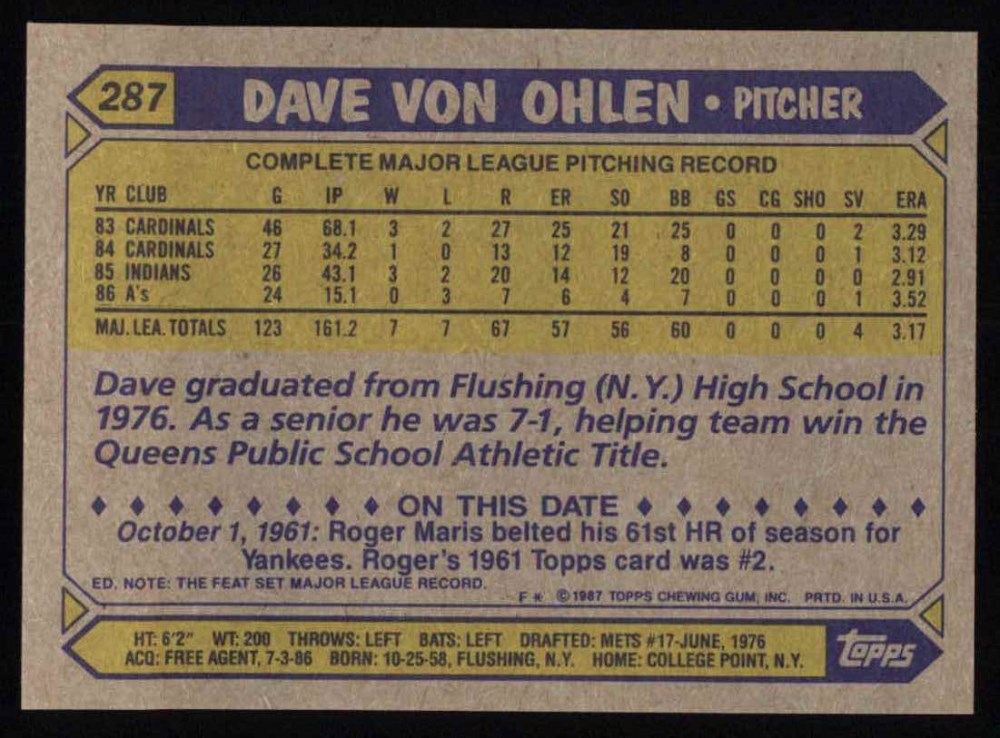 287 DAVE VON OHLEN • PITCHER
COMPLETE MAJOR LEAGUE PITCHING RECORD
YR CLUB G IP W L R ER SO BB GS CG SHO SV ERA
83 CARDINALS 46 68.1 3 2 27 25 21 25 0 0 0 2 3.29
84 CARDINALS 27 34.2 1 0 13 12 19 8 0 0 0 1 3.12
85 INDIANS 26 43.1 3 2 20 14 12 20 0 0 0 0 2.91
86 A's 24 15.1 0 3 7 6 4 7 0 0 0 1 3.52
MAJ. LEA. TOTALS 123 161.2 7 7 67 57 56 60 0 0 0 4 3.17
Dave graduated from Flushing (N.Y.) High School in
1976. As a senior he was 7-1, helping team win the
Queens Public School Athletic Title.
♦ ♦ ♦ ♦ ♦ ♦ ♦ ♦ ON THIS DATE ♦ ♦ ♦ ♦ ♦ ♦ ♦ ♦
October 1, 1961: Roger Maris belted his 61st HR of season for
Yankees. Roger's 1961 Topps card was #2.
ED. NOTE: THE FEAT SET MAJOR LEAGUE RECORD.
F * © 1987 TOPPS CHEWING GUM, INC. PRTD. IN U.S.A.
HT: 6'2" WT: 200 THROWS: LEFT BATS: LEFT DRAFTED: METS #17-JUNE, 1976
ACQ: FREE AGENT, 7-3-86 BORN: 10-25-58, FLUSHING, N.Y. HOME: COLLEGE POINT, N.Y.
topps